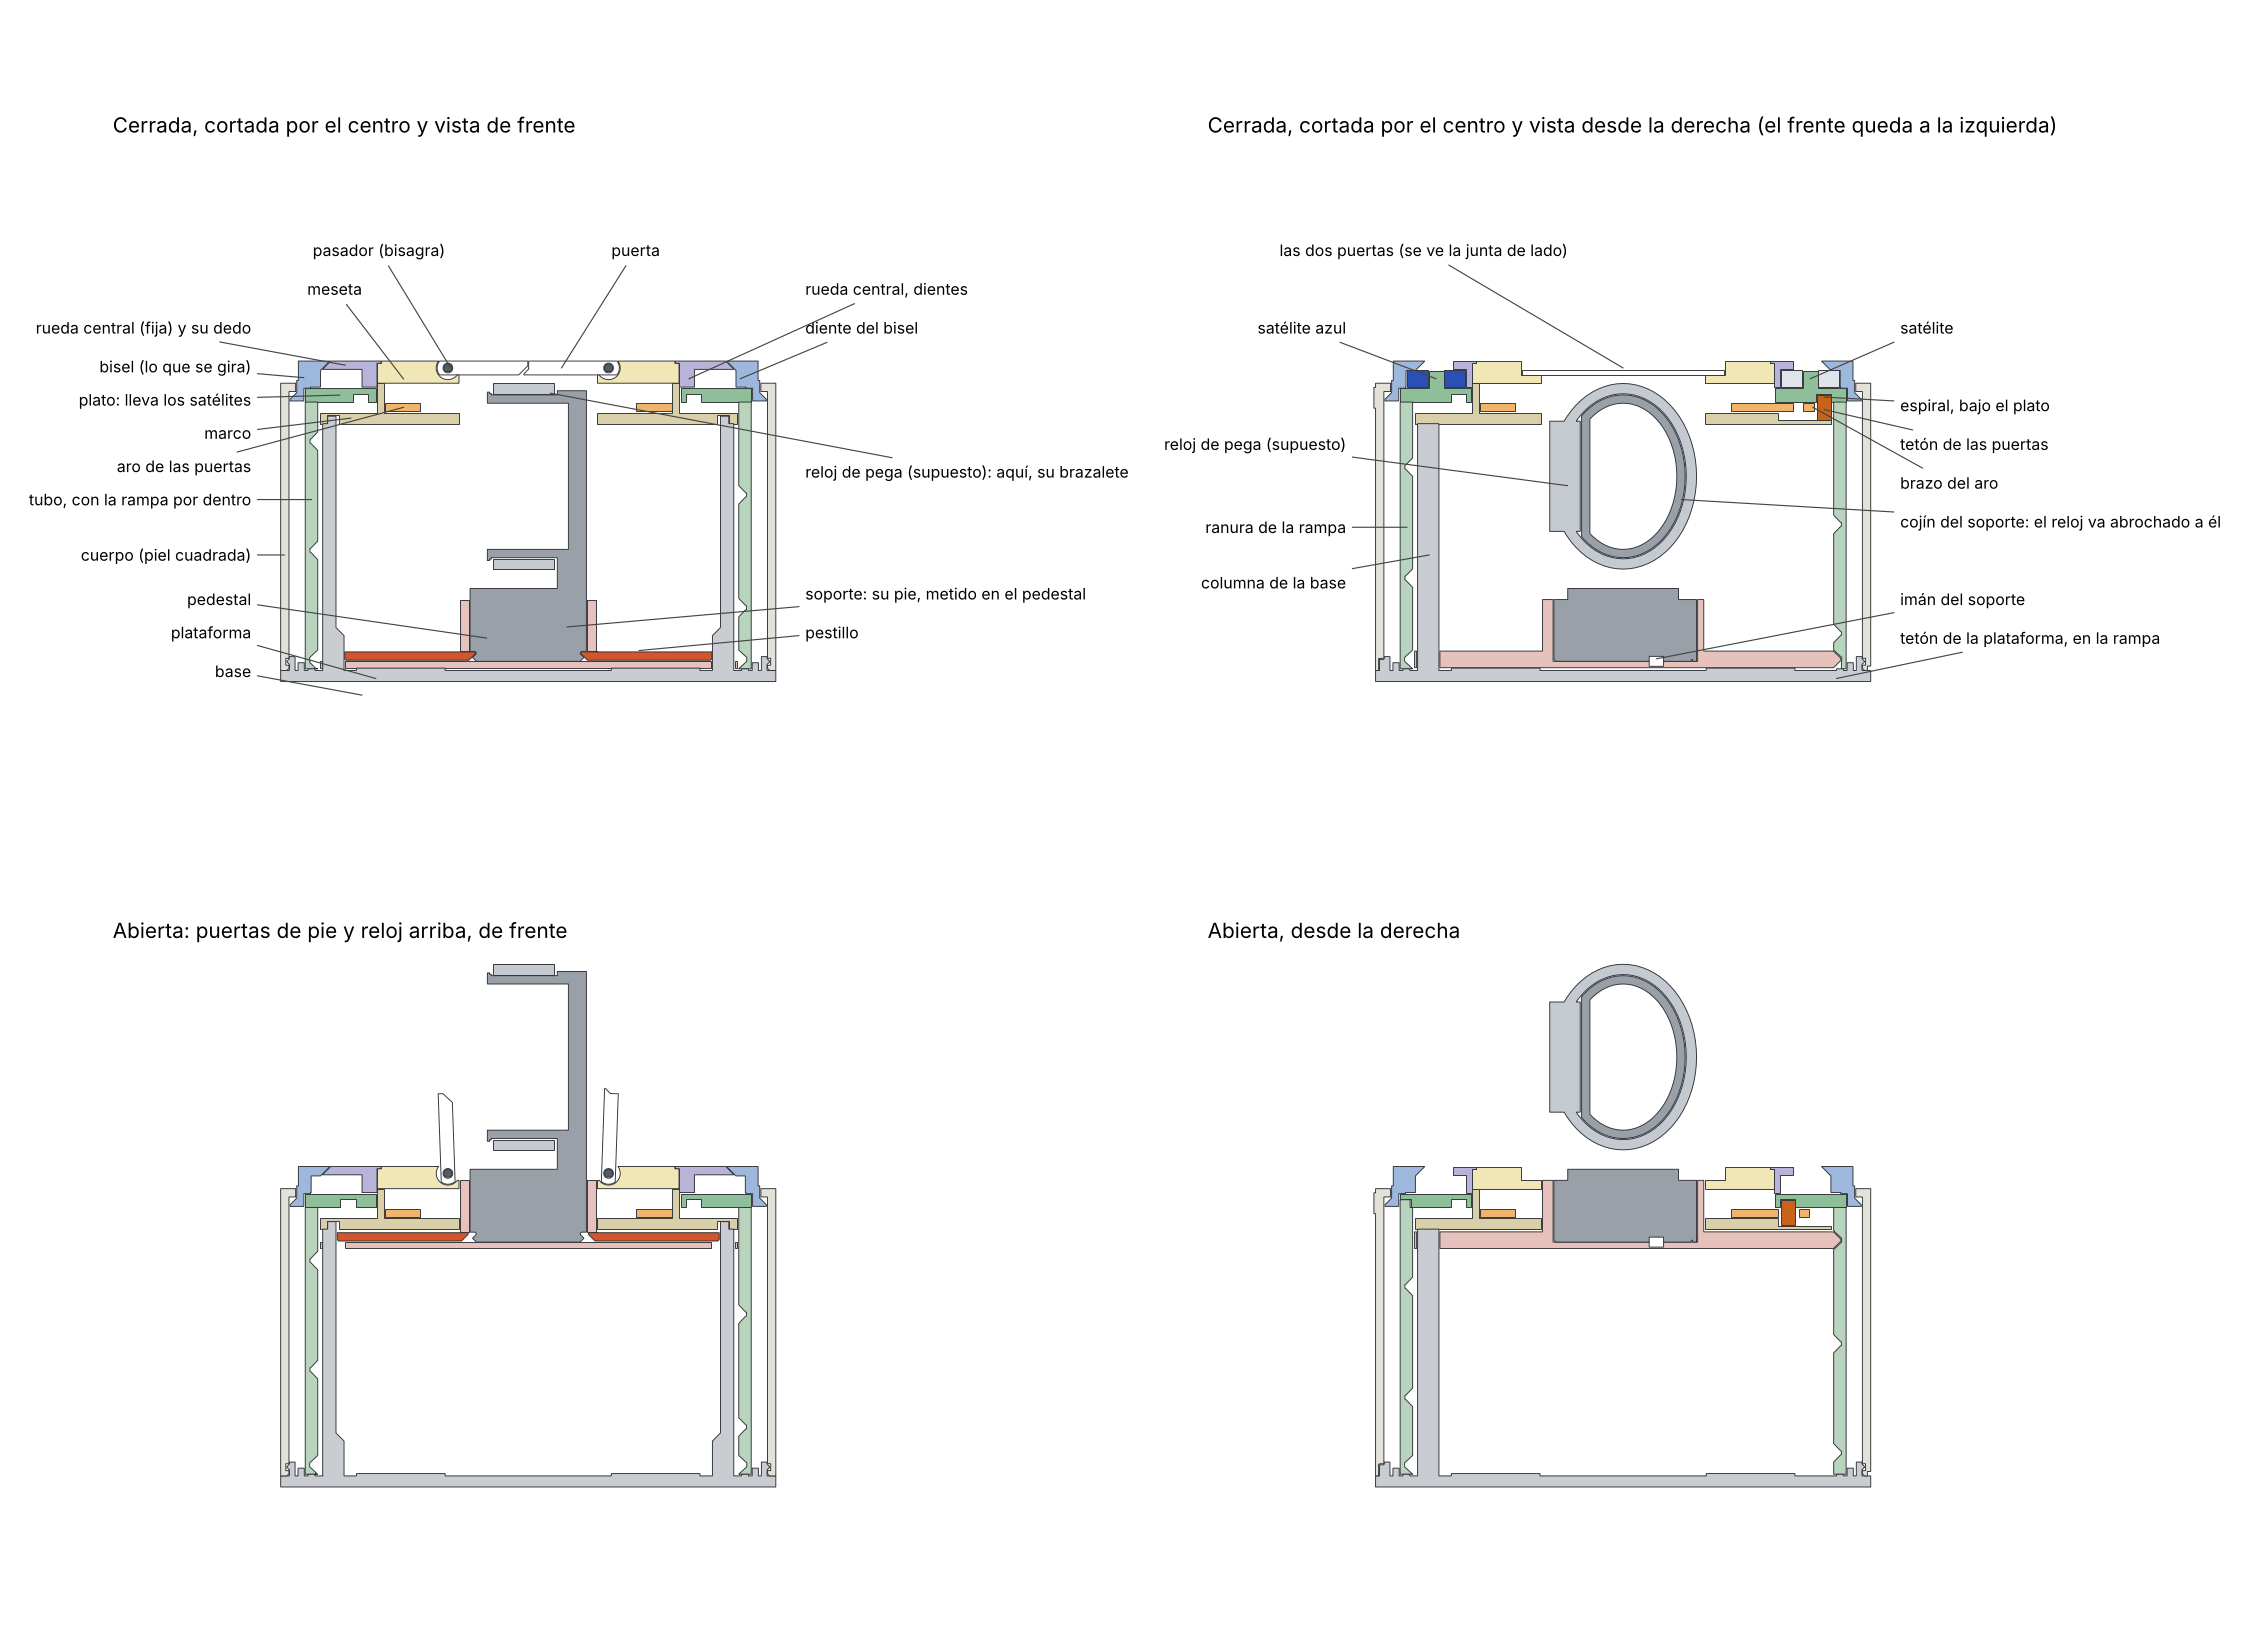 Cerrada, cortada por el centro y vista de frente
pasador (bisagra)
puerta
meseta
rueda central, dientes
rueda central (fija) y su dedo
diente del bisel
bisel (lo que se gira)
plato: lleva los satélites
marco
aro de las puertas
reloj de pega (supuesto): aquí, su brazalete
tubo, con la rampa por dentro
cuerpo (piel cuadrada)
pedestal
soporte: su pie, metido en el pedestal
plataforma
pestillo
base
Cerrada, cortada por el centro y vista desde la derecha (el frente queda a la izquierda)
las dos puertas (se ve la junta de lado)
satélite azul
satélite
espiral, bajo el plato
reloj de pega (supuesto)
tetón de las puertas
brazo del aro
ranura de la rampa
cojín del soporte: el reloj va abrochado a él
columna de la base
imán del soporte
tetón de la plataforma, en la rampa
Abierta: puertas de pie y reloj arriba, de frente
Abierta, desde la derecha